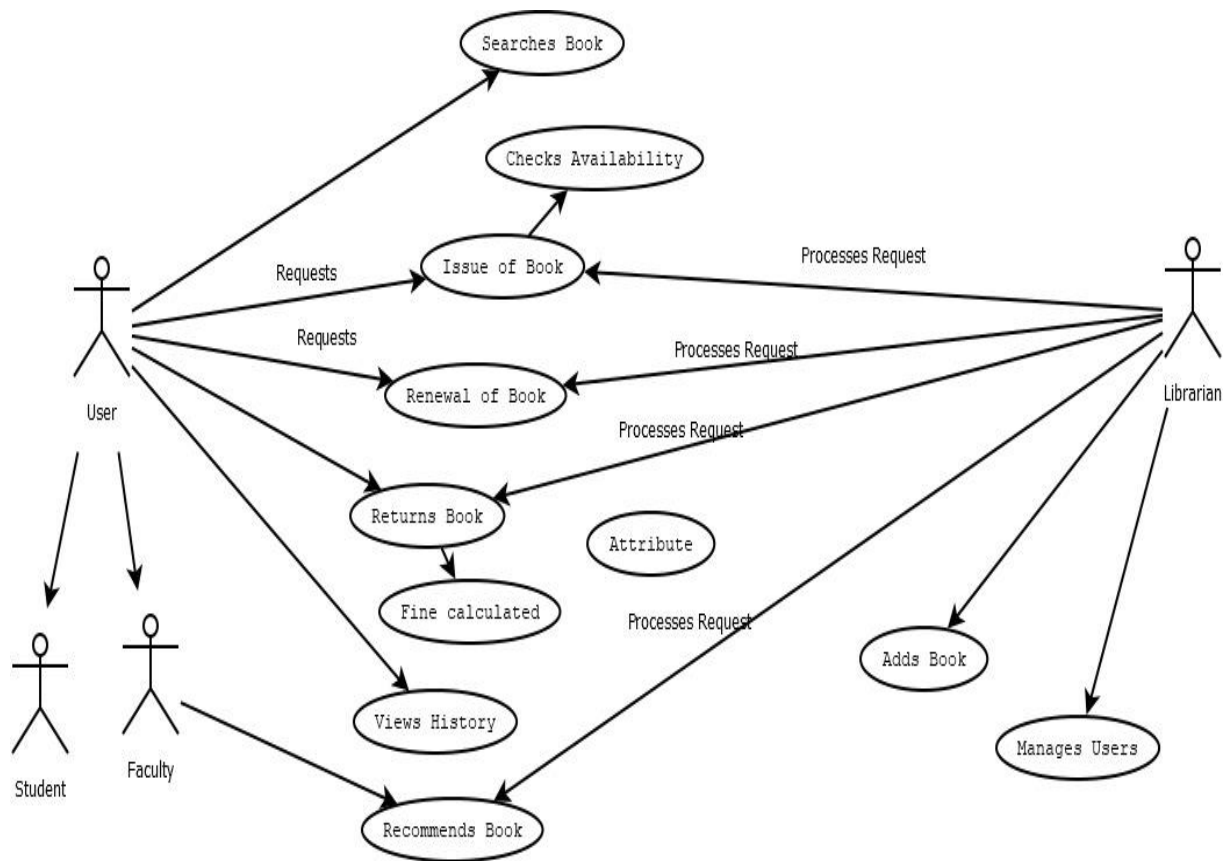 Searches Book
Checks Availability
Issue of Book
Requests
Processes Request
Requests
Renewal of Book
Processes Request
User
Librarian
Processes Request
Returns Book
Attribute
Fine calculated
Processes Request
Adds Book
Views History
Manages Users
Student
Faculty
Recommends Book